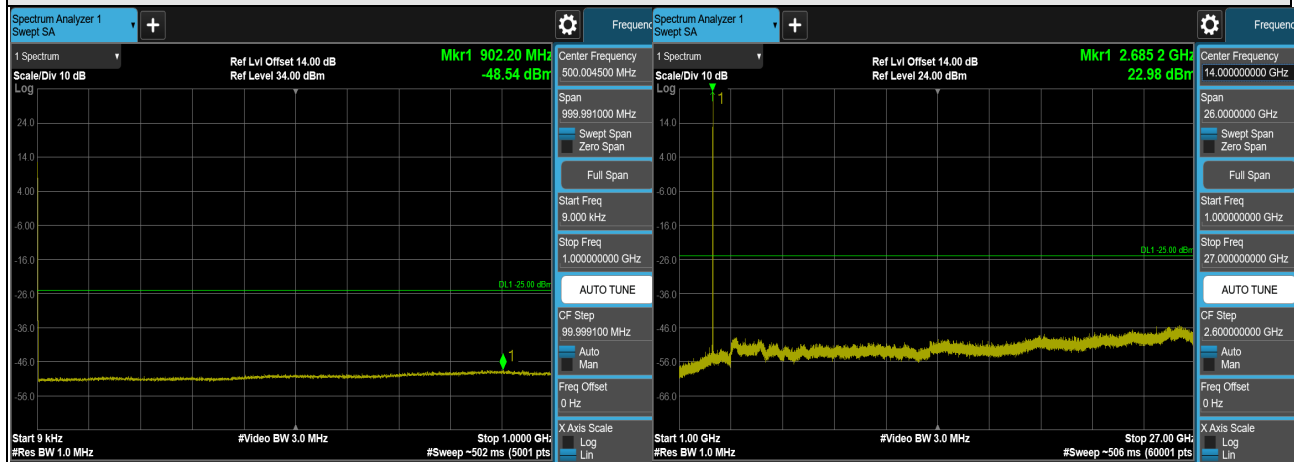 Spectrum Analyzer 1
Swept SA
+
Frequenc
1 Spectrum
Scale/Div 10 dB
Log
Ref Lvl Offset 14.00 dB
Ref Level 34.00 dBm
Mkr1 902.20 MHz
-48.54 dBm
24.0
14.0
4.00
-6.00
-16.0
-26.0
-36.0
-46.0
-56.0
DL1 -25.00 dBm
1
Start 9 kHz
#Res BW 1.0 MHz
#Video BW 3.0 MHz
Stop 1.0000 GHz
#Sweep ~502 ms (5001 pts
Center Frequency
500.004500 MHz
Span
999.991000 MHz
Swept Span
Zero Span
Full Span
Start Freq
9.000 kHz
Stop Freq
1.000000000 GHz
AUTO TUNE
CF Step
99.999100 MHz
Auto
Man
Freq Offset
0 Hz
X Axis Scale
Log
Lin
Spectrum Analyzer 1
Swept SA
+
Frequenc
1 Spectrum
Scale/Div 10 dB
Log
Ref Lvl Offset 14.00 dB
Ref Level 24.00 dBm
Mkr1 2.685 2 GHz
22.98 dBm
1
14.0
4.00
-6.00
-16.0
-26.0
-36.0
-46.0
-56.0
-66.0
DL1 -25.00 dBm
Start 1.00 GHz
#Res BW 1.0 MHz
#Video BW 3.0 MHz
Stop 27.00 GHz
#Sweep ~506 ms (60001 pts
Center Frequency
14.000000000 GHz
Span
26.0000000 GHz
Swept Span
Zero Span
Full Span
Start Freq
1.000000000 GHz
Stop Freq
27.000000000 GHz
AUTO TUNE
CF Step
2.600000000 GHz
Auto
Man
Freq Offset
0 Hz
X Axis Scale
Log
Lin